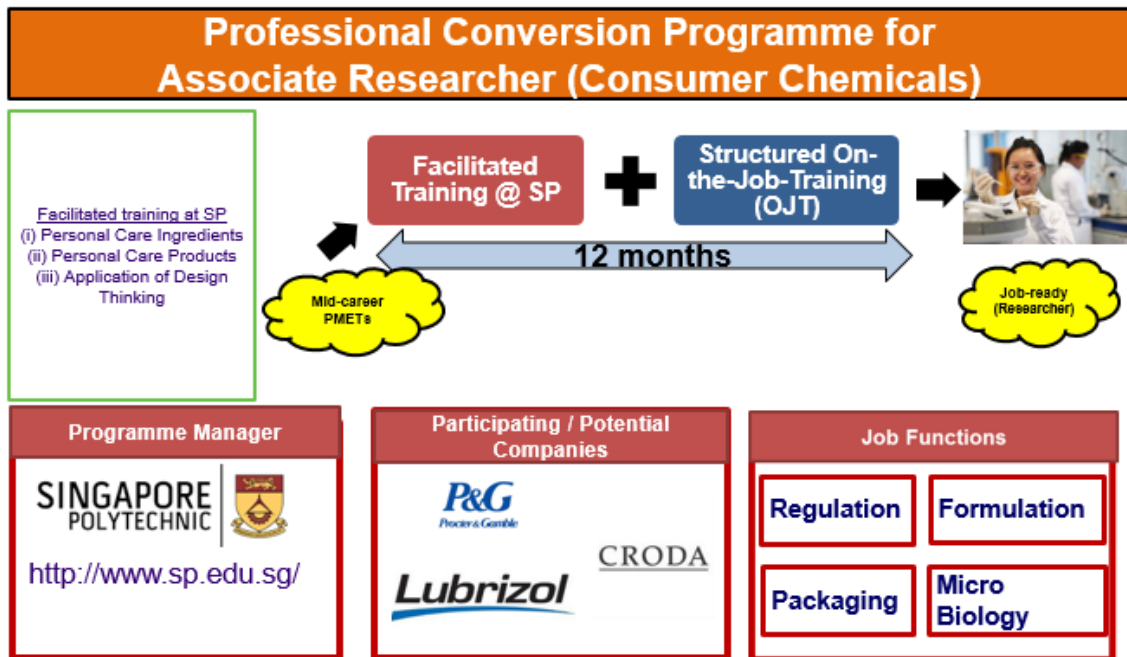 Professional Conversion Programme for
Associate Researcher (Consumer Chemicals)
Facilitated training at SP
(i) Personal Care Ingredients
(ii) Personal Care Products
(iii) Application of Design
Thinking
Facilitated
Training @ SP
Structured On-
the-Job-Training
(OJT)
12 months
Mid-career
PMETs
Job-ready
(Researcher)
Programme Manager
SINGAPORE
POLYTECHNIC
http://www.sp.edu.sg/
Participating / Potential
Companies
P&G
Procter & Gamble
CRODA
Lubrizol
Job Functions
Regulation
Formulation
Packaging
Micro
Biology